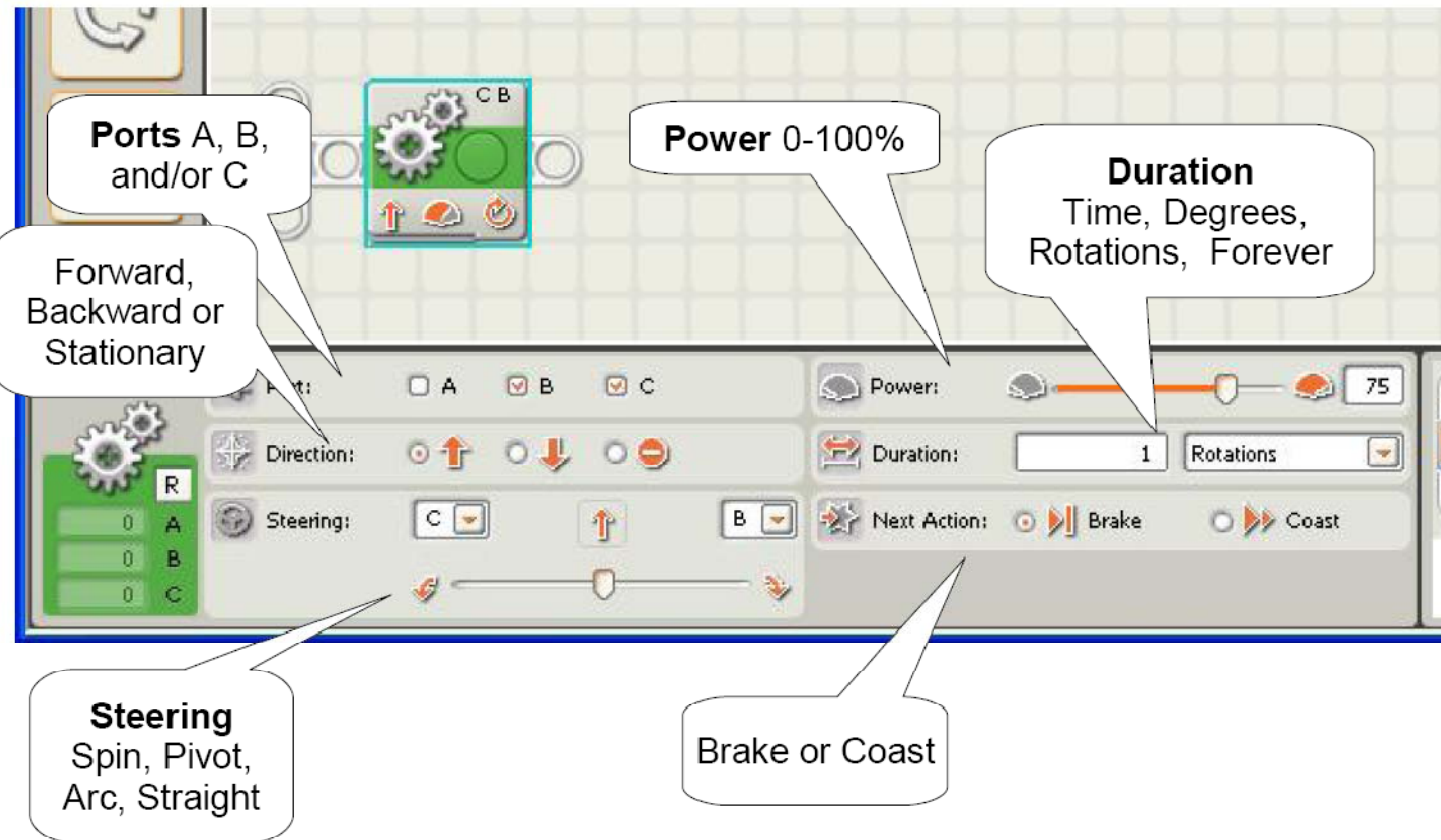 C B
Ports A, B,
and/or C
Power 0-100%
Duration
Time, Degrees,
Rotations, Forever
Forward,
Backward or
Stationary
A B C
Power: 75
Direction:
Duration: 1 Rotations
R
0 A
0 B
0 C
Steering: C B
Next Action: Brake Coast
Steering
Spin, Pivot,
Arc, Straight
Brake or Coast